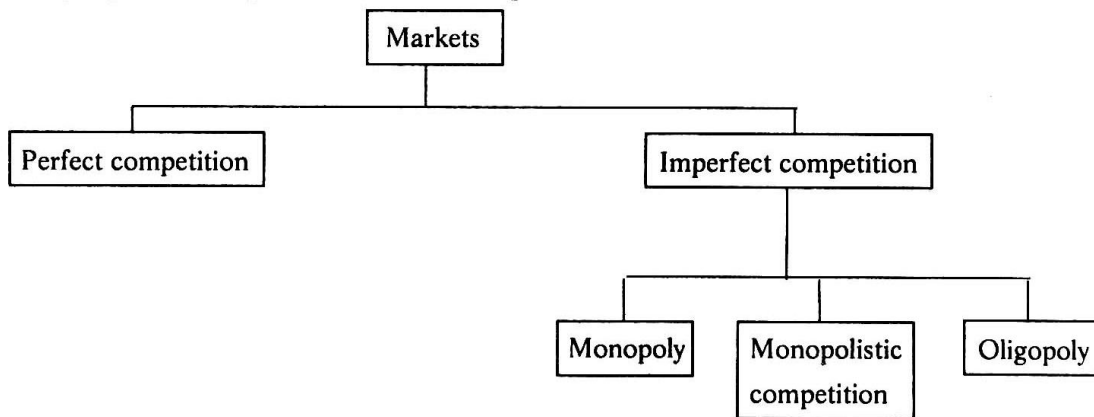 Markets
Perfect competition
Imperfect competition
Monopoly
Monopolistic
competition
Oligopoly